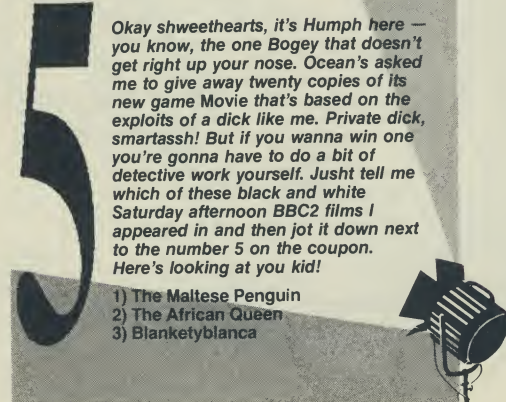 5
Okay shweethearts, it's Humph here —
you know, the one Bogey that doesn't
get right up your nose. Ocean's asked
me to give away twenty copies of its
new game Movie that's based on the
exploits of a dick like me. Private dick,
smartassh! But if you wanna win one
you're gonna have to do a bit of
detective work yourself. Jusht tell me
which of these black and white
Saturday afternoon BBC2 films I
appeared in and then jot it down next
to the number 5 on the coupon.
Here's looking at you kid!
1) The Maltese Penguin
2) The African Queen
3) Blanketyblanca